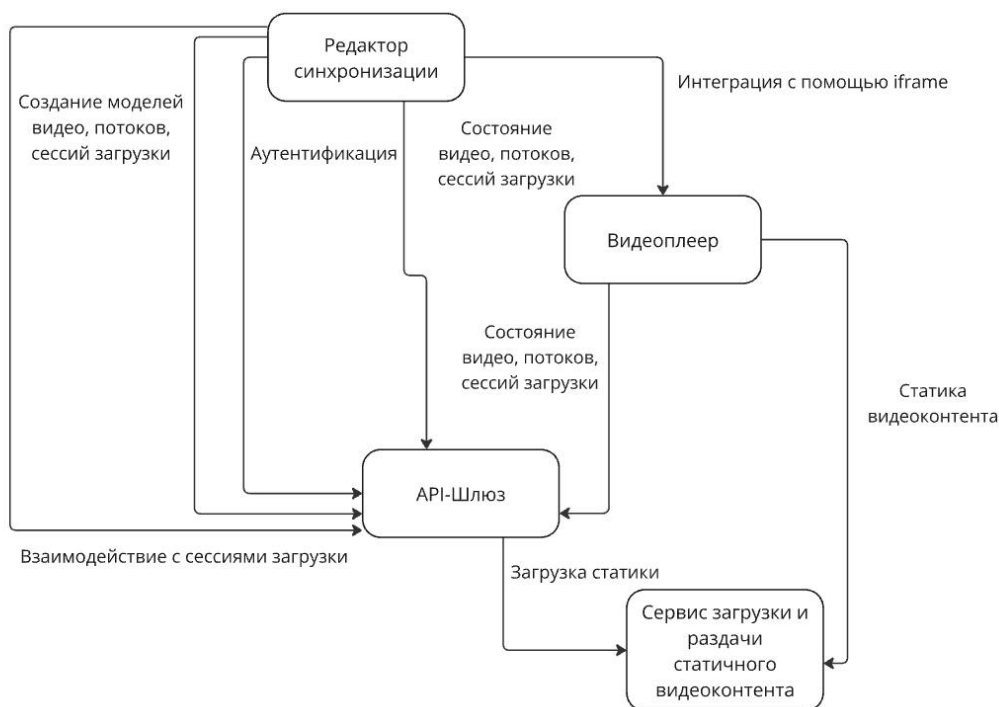 Редактор
синхронизации
Создание моделей
видео, потоков,
сессий загрузки
Аутентификация
Состояние
видео, потоков,
сессий загрузки
Интеграция с помощью iframe
Видеоплеер
Состояние
видео, потоков,
сессий загрузки
Статика
видеоконтента
API-Шлюз
Взаимодействие с сессиями загрузки
Загрузка статики
Сервис загрузки и
раздачи
статичного
видеоконтента